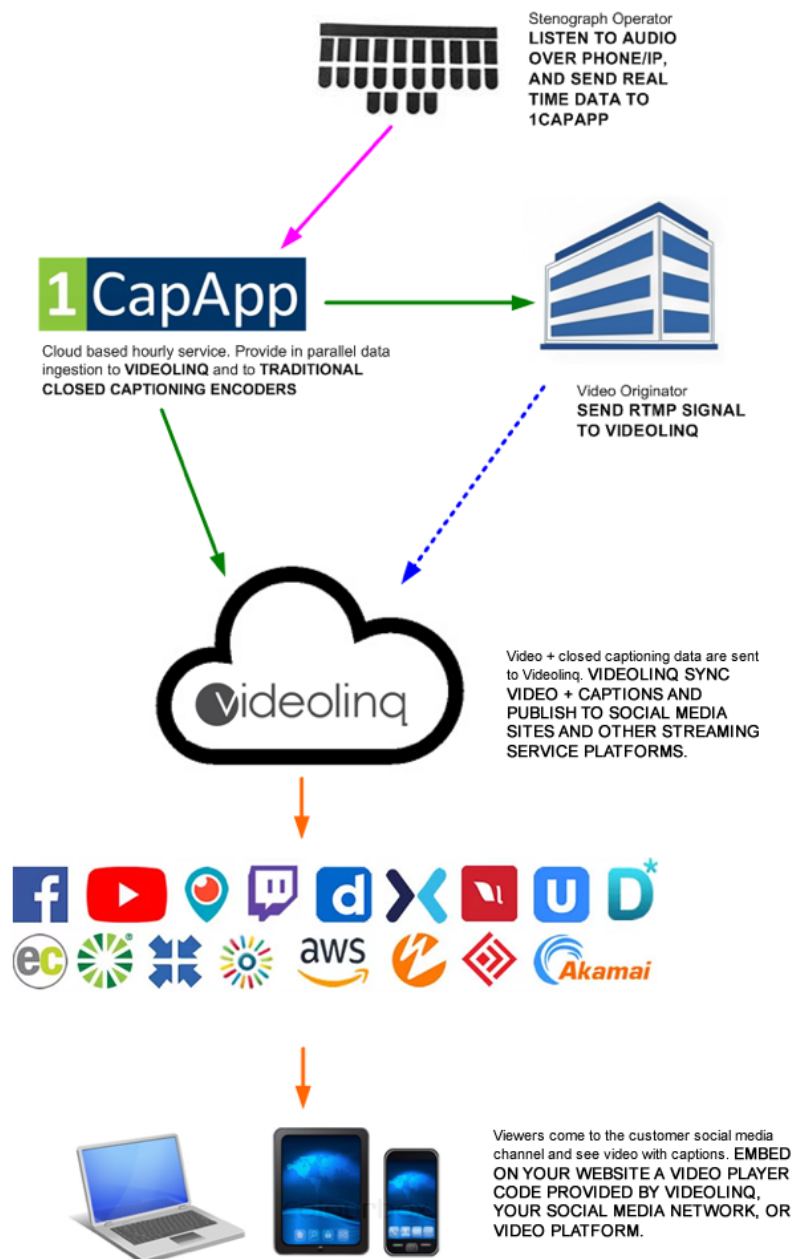 Stenograph Operator
LISTEN TO AUDIO
OVER PHONE/IP,
AND SEND REAL
TIME DATA TO
1CAPAPP
1 CapApp
Cloud based hourly service. Provide in parallel data
ingestion to VIDEOLINQ and to TRADITIONAL
CLOSED CAPTIONING ENCODERS
Video Originator
SEND RTMP SIGNAL
TO VIDEOLINQ
videolinq
Video + closed captioning data are sent
to Videolinq. VIDEOLINQ SYNC
VIDEO + CAPTIONS AND
PUBLISH TO SOCIAL MEDIA
SITES AND OTHER STREAMING
SERVICE PLATFORMS.
f d U D*
ec ® aws Akamai
Viewers come to the customer social media
channel and see video with captions. EMBED
ON YOUR WEBSITE A VIDEO PLAYER
CODE PROVIDED BY VIDEOLINQ,
YOUR SOCIAL MEDIA NETWORK, OR
VIDEO PLATFORM.